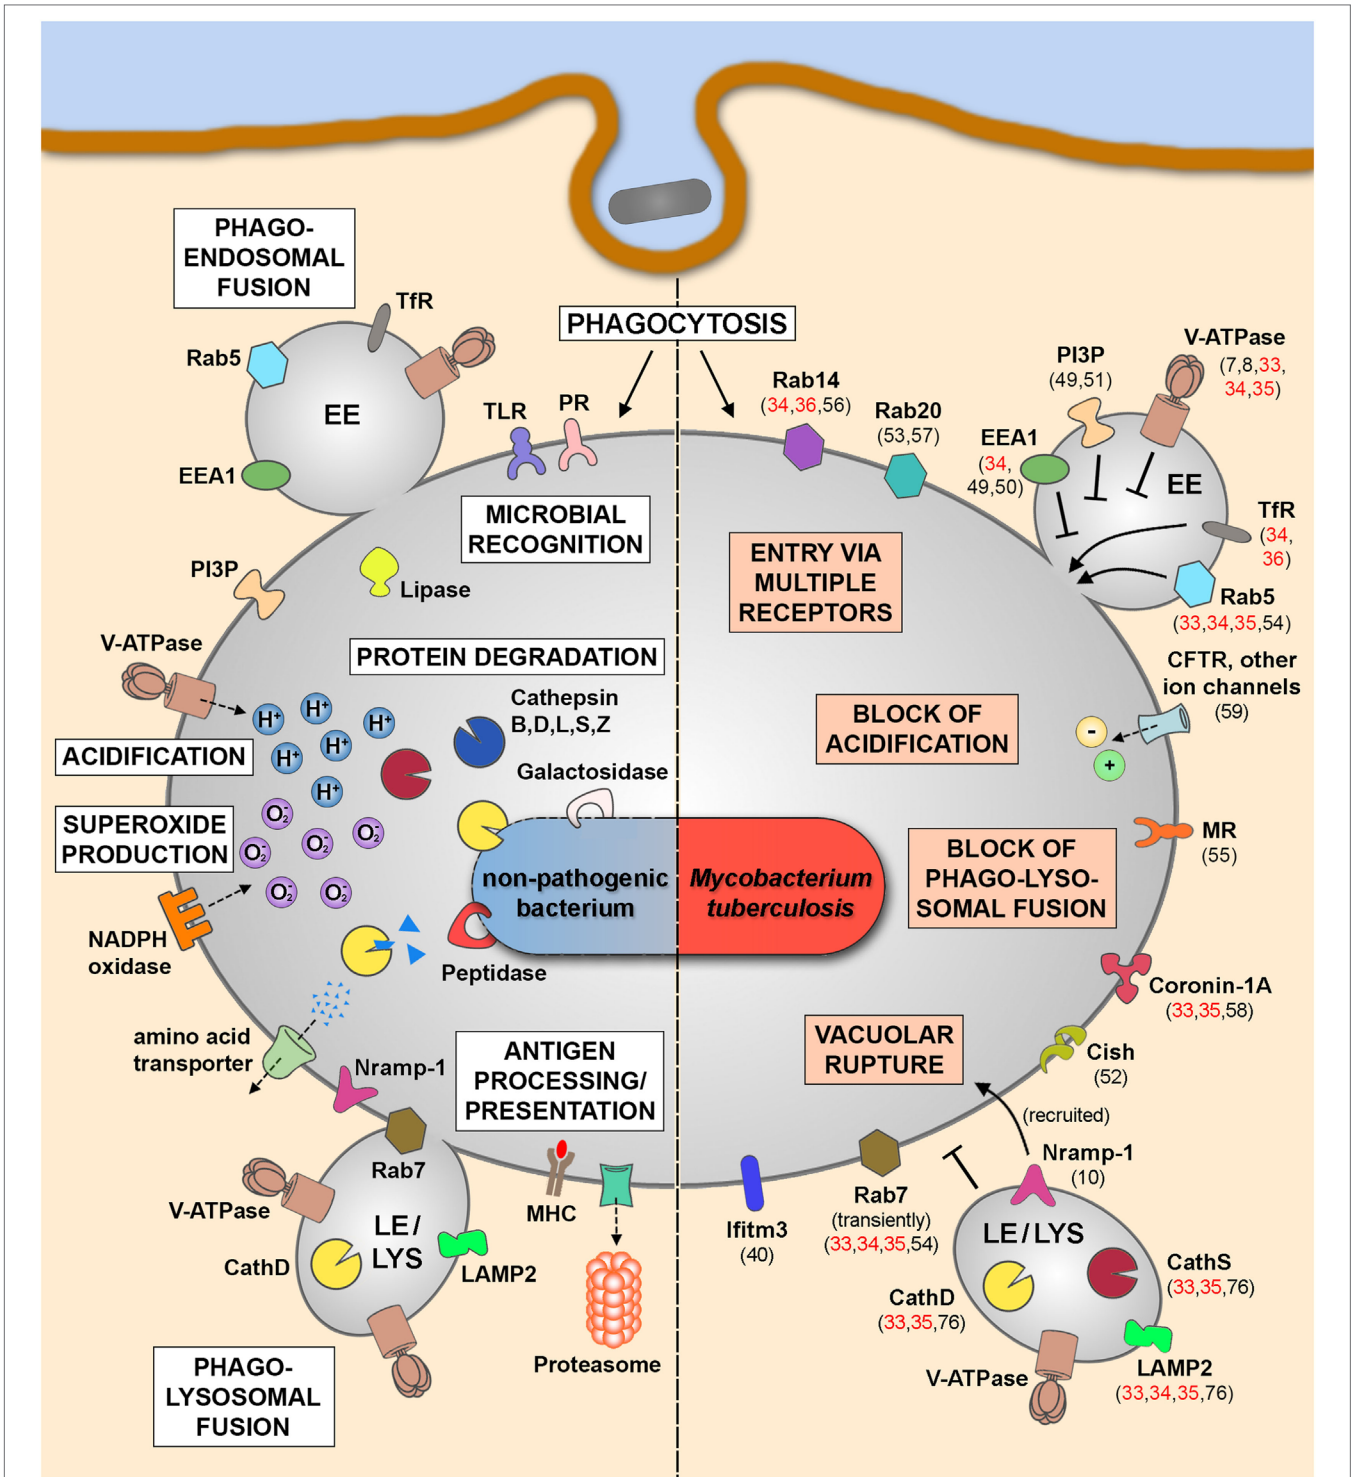 PHAGO-
ENDOSOMAL
FUSION
TfR
Rab5
EE
EEA1
PHAGOCYTOSIS
TLR
PR
MICROBIAL
RECOGNITION
PI3P
Lipase
V-ATPase
PROTEIN DEGRADATION
H+
H+
H+
H+
H+
H+
Cathepsin
B,D,L,S,Z
ACIDIFICATION
Galactosidase
SUPEROXIDE
PRODUCTION
O2-
O2-
O2-
O2-
O2-
O2-
NADPH
oxidase
non-pathogenic
bacterium
Peptidase
amino acid
transporter
Nramp-1
ANTIGEN
PROCESSING/
PRESENTATION
Rab7
V-ATPase
LE/
LYS
CathD
LAMP2
MHC
Proteasome
PHAGO-
LYSOSOMAL
FUSION
Rab14
(34,36,56)
Rab20
(53,57)
PI3P
(49,51)
V-ATPase
(7,8,33,
34,35)
EEA1
(34,
49,50)
EE
TfR
(34,
36)
Rab5
(33,34,35,54)
ENTRY VIA
MULTIPLE
RECEPTORS
CFTR, other
ion channels
(59)
BLOCK OF
ACIDIFICATION
-
+
MR
(55)
BLOCK OF
PHAGO-LYSO-
SOMAL FUSION
Mycobacterium
tuberculosis
Coronin-1A
(33,35,58)
VACUOLAR
RUPTURE
Cish
(52)
(recruited)
Nramp-1
(10)
Ifitm3
(40)
Rab7
(transiently)
(33,34,35,54)
LE/LYS
CathS
(33,35,76)
CathD
(33,35,76)
V-ATPase
LAMP2
(33,34,35,76)